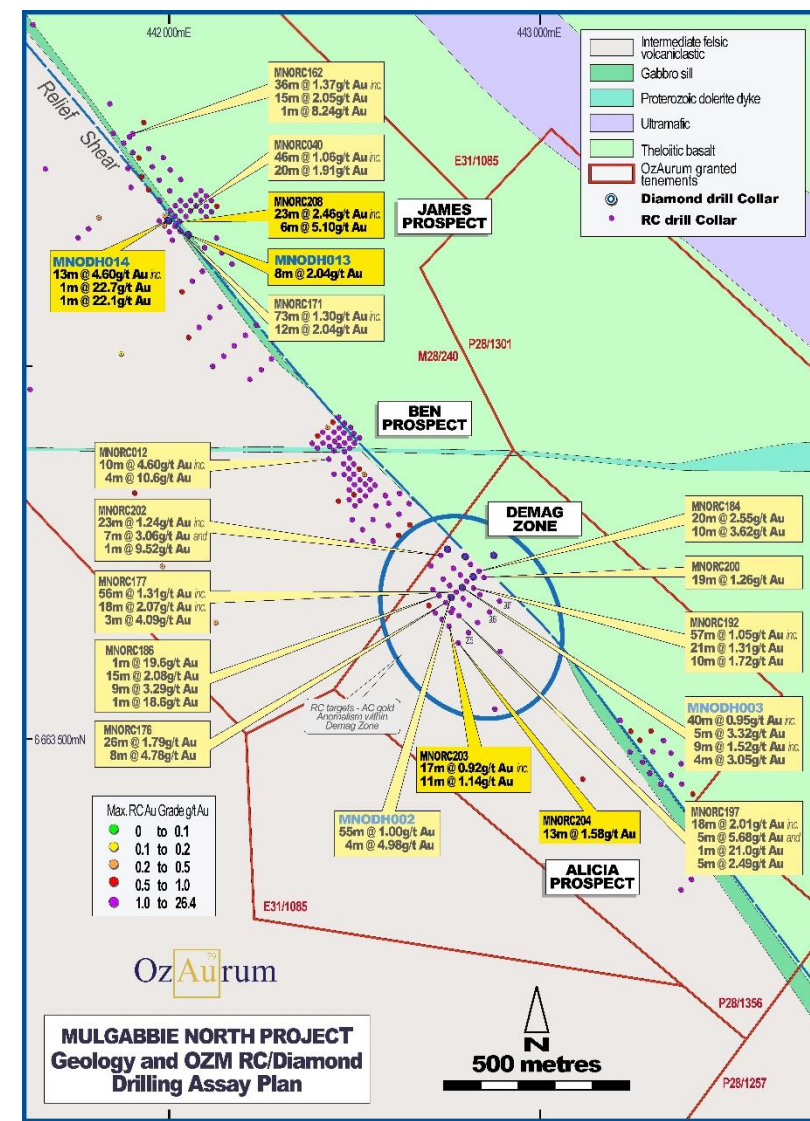 442 000mE
443 000mE
Intermediate felsic
volcaniclastic
Gabbro sill
Proterozoic dolerite dyke
Ultramafic
Theloiitic basalt
OzAurum granted
tenements
Diamond drill Collar
RC drill Collar
Relief Shear
MNORC162
36m @ 1.37g/t Au inc.
15m @ 2.05g/t Au
1m @ 8.24g/t Au
MNORC040
46m @ 1.06g/t Au inc.
20m @ 1.91g/t Au
MNORC208
23m @ 2.46g/t Au inc.
6m @ 5.10g/t Au
MNODH014
13m @ 4.60g/t Au inc.
1m @ 22.7g/t Au
1m @ 22.1g/t Au
MNODH013
8m @ 2.04g/t Au
MNORC171
73m @ 1.30g/t Au
12m @ 2.04g/t Au
E31/1085
JAMES
PROSPECT
P28/1301
M28/240
BEN
PROSPECT
MNORC012
10m @ 4.60g/t Au inc.
4m @ 10.6g/t Au
MNORC202
23m @ 1.24g/t Au inc.
7m @ 3.06g/t Au and
1m @ 9.52g/t Au
MNORC177
56m @ 1.31g/t Au inc.
18m @ 2.07g/t Au inc.
3m @ 4.09g/t Au
MNORC186
1m @ 19.6g/t Au
15m @ 2.08g/t Au
9m @ 3.29g/t Au
1m @ 18.6g/t Au
MNORC176
26m @ 1.79g/t Au
8m @ 4.78g/t Au
DEMAG
ZONE
MNORC184
20m @ 2.55g/t Au
10m @ 3.62g/t Au
MNORC200
19m @ 1.26g/t Au
MNORC192
57m @ 1.05g/t Au inc.
21m @ 1.31g/t Au
10m @ 1.72g/t Au
MNODH003
40m @ 0.95g/t Au inc.
5m @ 3.32g/t Au
9m @ 1.52g/t Au inc.
4m @ 3.05g/t Au
MNORC197
18m @ 2.01g/t Au inc.
5m @ 5.68g/t Au and
1m @ 21.0g/t Au
5m @ 2.49g/t Au
RC targets - AC gold
Anomalism within
Demag Zone
6 663 500mN
MNORC203
17m @ 0.92g/t Au inc.
11m @ 1.14g/t Au
MNODH002
55m @ 1.00g/t Au
4m @ 4.98g/t Au
MNORC204
13m @ 1.58g/t Au
ALICIA
PROSPECT
Max. RC Au Grade g/t Au
0 to 0.1
0.1 to 0.2
0.2 to 0.5
0.5 to 1.0
1.0 to 26.4
E31/1085
79
OzAurum
P28/1356
P28/1257
MULGABBIE NORTH PROJECT
Geology and OZM RC/Diamond
Drilling Assay Plan
N
500 metres